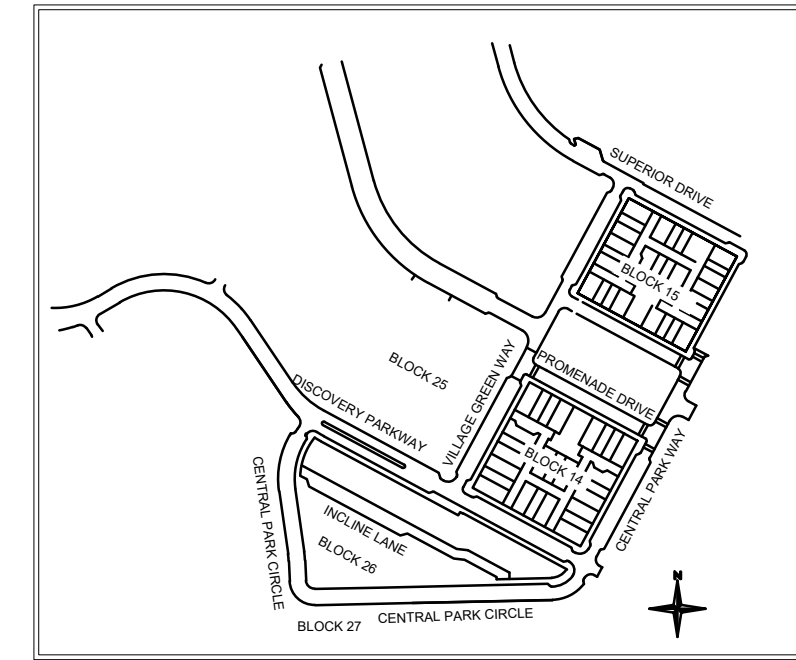 SUPERIOR DRIVE
BLOCK 15
PROMENADE DRIVE
BLOCK 25
VILLAGE GREEN WAY
DISCOVERY PARKWAY
BLOCK 14
CENTRAL PARK WAY
CENTRAL PARK CIRCLE
INCLINE LANE
BLOCK 26
N
CENTRAL PARK CIRCLE
BLOCK 27